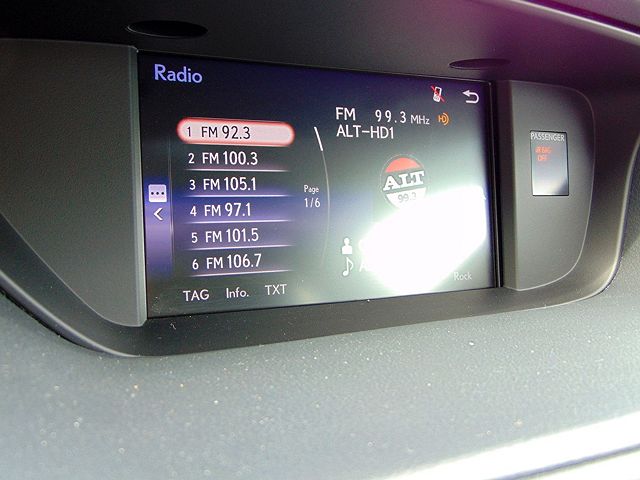 Radio
1 FM 92.3
2 FM 100.3
3 FM 105.1
4 FM 97.1
5 FM 101.5
6 FM 106.7
Page
1/6
TAG Info. TXT
FM 99.3 MHz HD
ALT-HD1
ALT
99.3
Rock
PASSENGER
AIR BAG
OFF